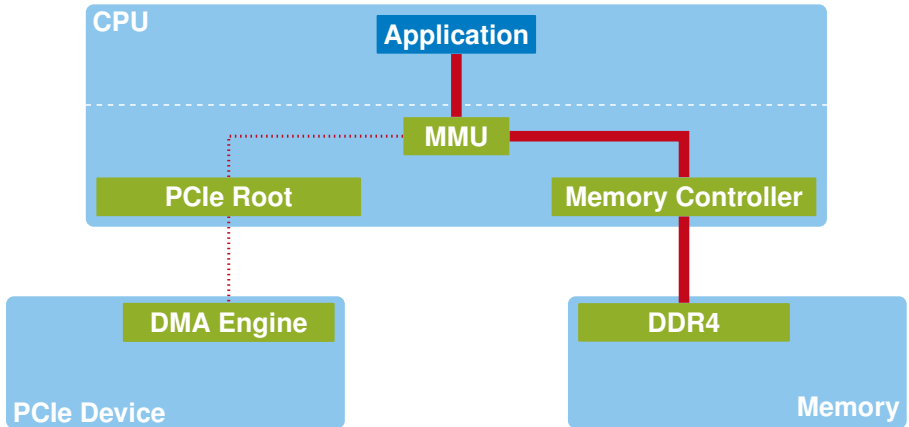 CPU
Application
MMU
PCIe Root
Memory Controller
DMA Engine
DDR4
PCIe Device
Memory